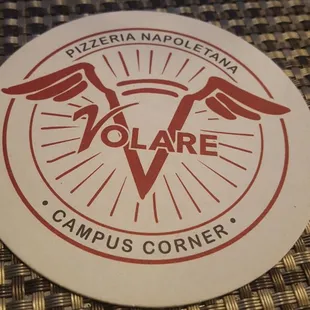 PIZZERIA NAPOLETANA
VOLARE
• CAMPUS CORNER •